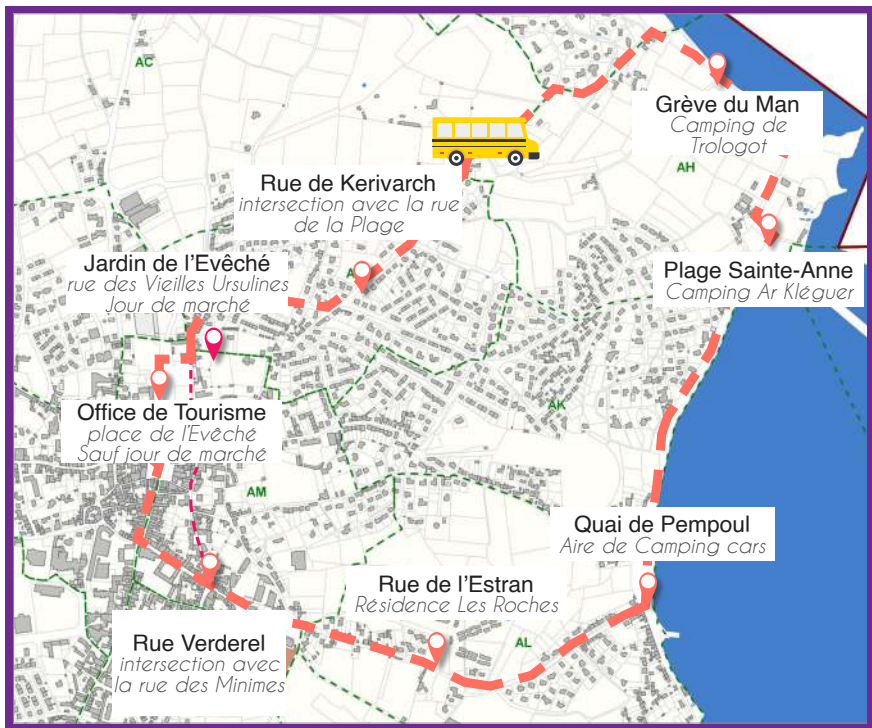 AC
Grève du Man
Camping de
Trologot
AH
Rue de Kerivarch
intersection avec la rue
de la Plage
Jardin de l'Evêché
rue des Vieilles Ursulines
Jour de marché
Plage Sainte-Anne
Camping Ar Kléguer
Office de Tourisme
place de l'Evêché
Sauf jour de marché
AK
AM
Quai de Pempoul
Aire de Camping cars
Rue de l'Estran
Résidence Les Roches
Rue Verderel
intersection avec
la rue des Minimes
AL